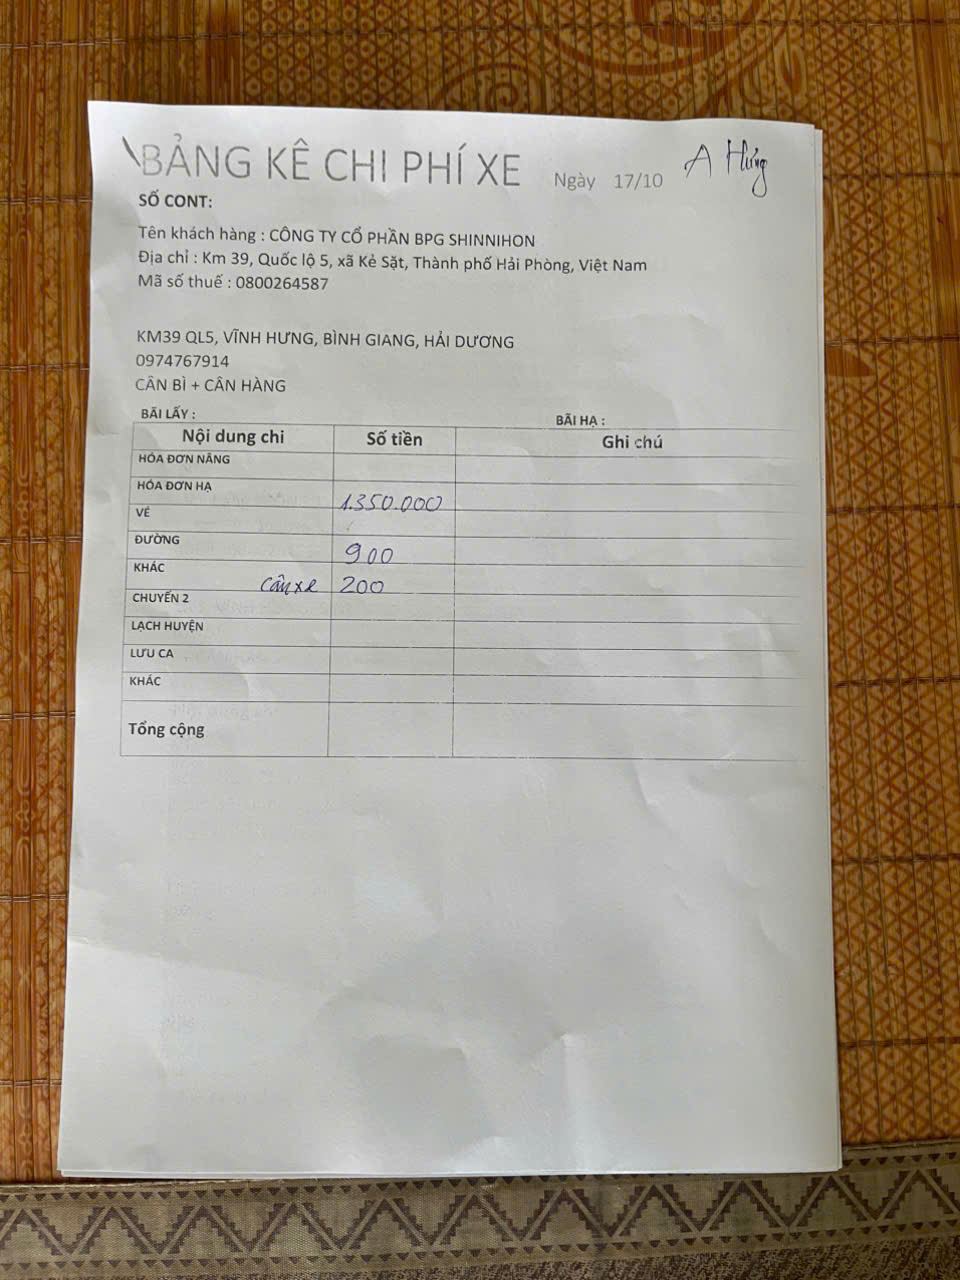 BẢNG KÊ CHI PHÍ XE Ngày 17/10 A Hưng
SỐ CONT:
Tên khách hàng : CÔNG TY CỔ PHẦN BPG SHINNIHON
Địa chỉ : Km 39, Quốc lộ 5, xã Kẻ Sặt, Thành phố Hải Phòng, Việt Nam
Mã số thuế : 0800264587
KM39 QL5, VĨNH HƯNG, BÌNH GIANG, HẢI DƯƠNG
0974767914
CÂN BÌ + CÂN HÀNG
BÃI LẤY : BÃI HẠ :
Nội dung chi Số tiền Ghi chú
HÓA ĐƠN NÂNG
HÓA ĐƠN HẠ
VÉ 1.350.000
ĐƯỜNG
KHÁC 900
CHUYẾN 2 Cân xe 200
LẠCH HUYỆN
LƯU CA
KHÁC
Tổng cộng